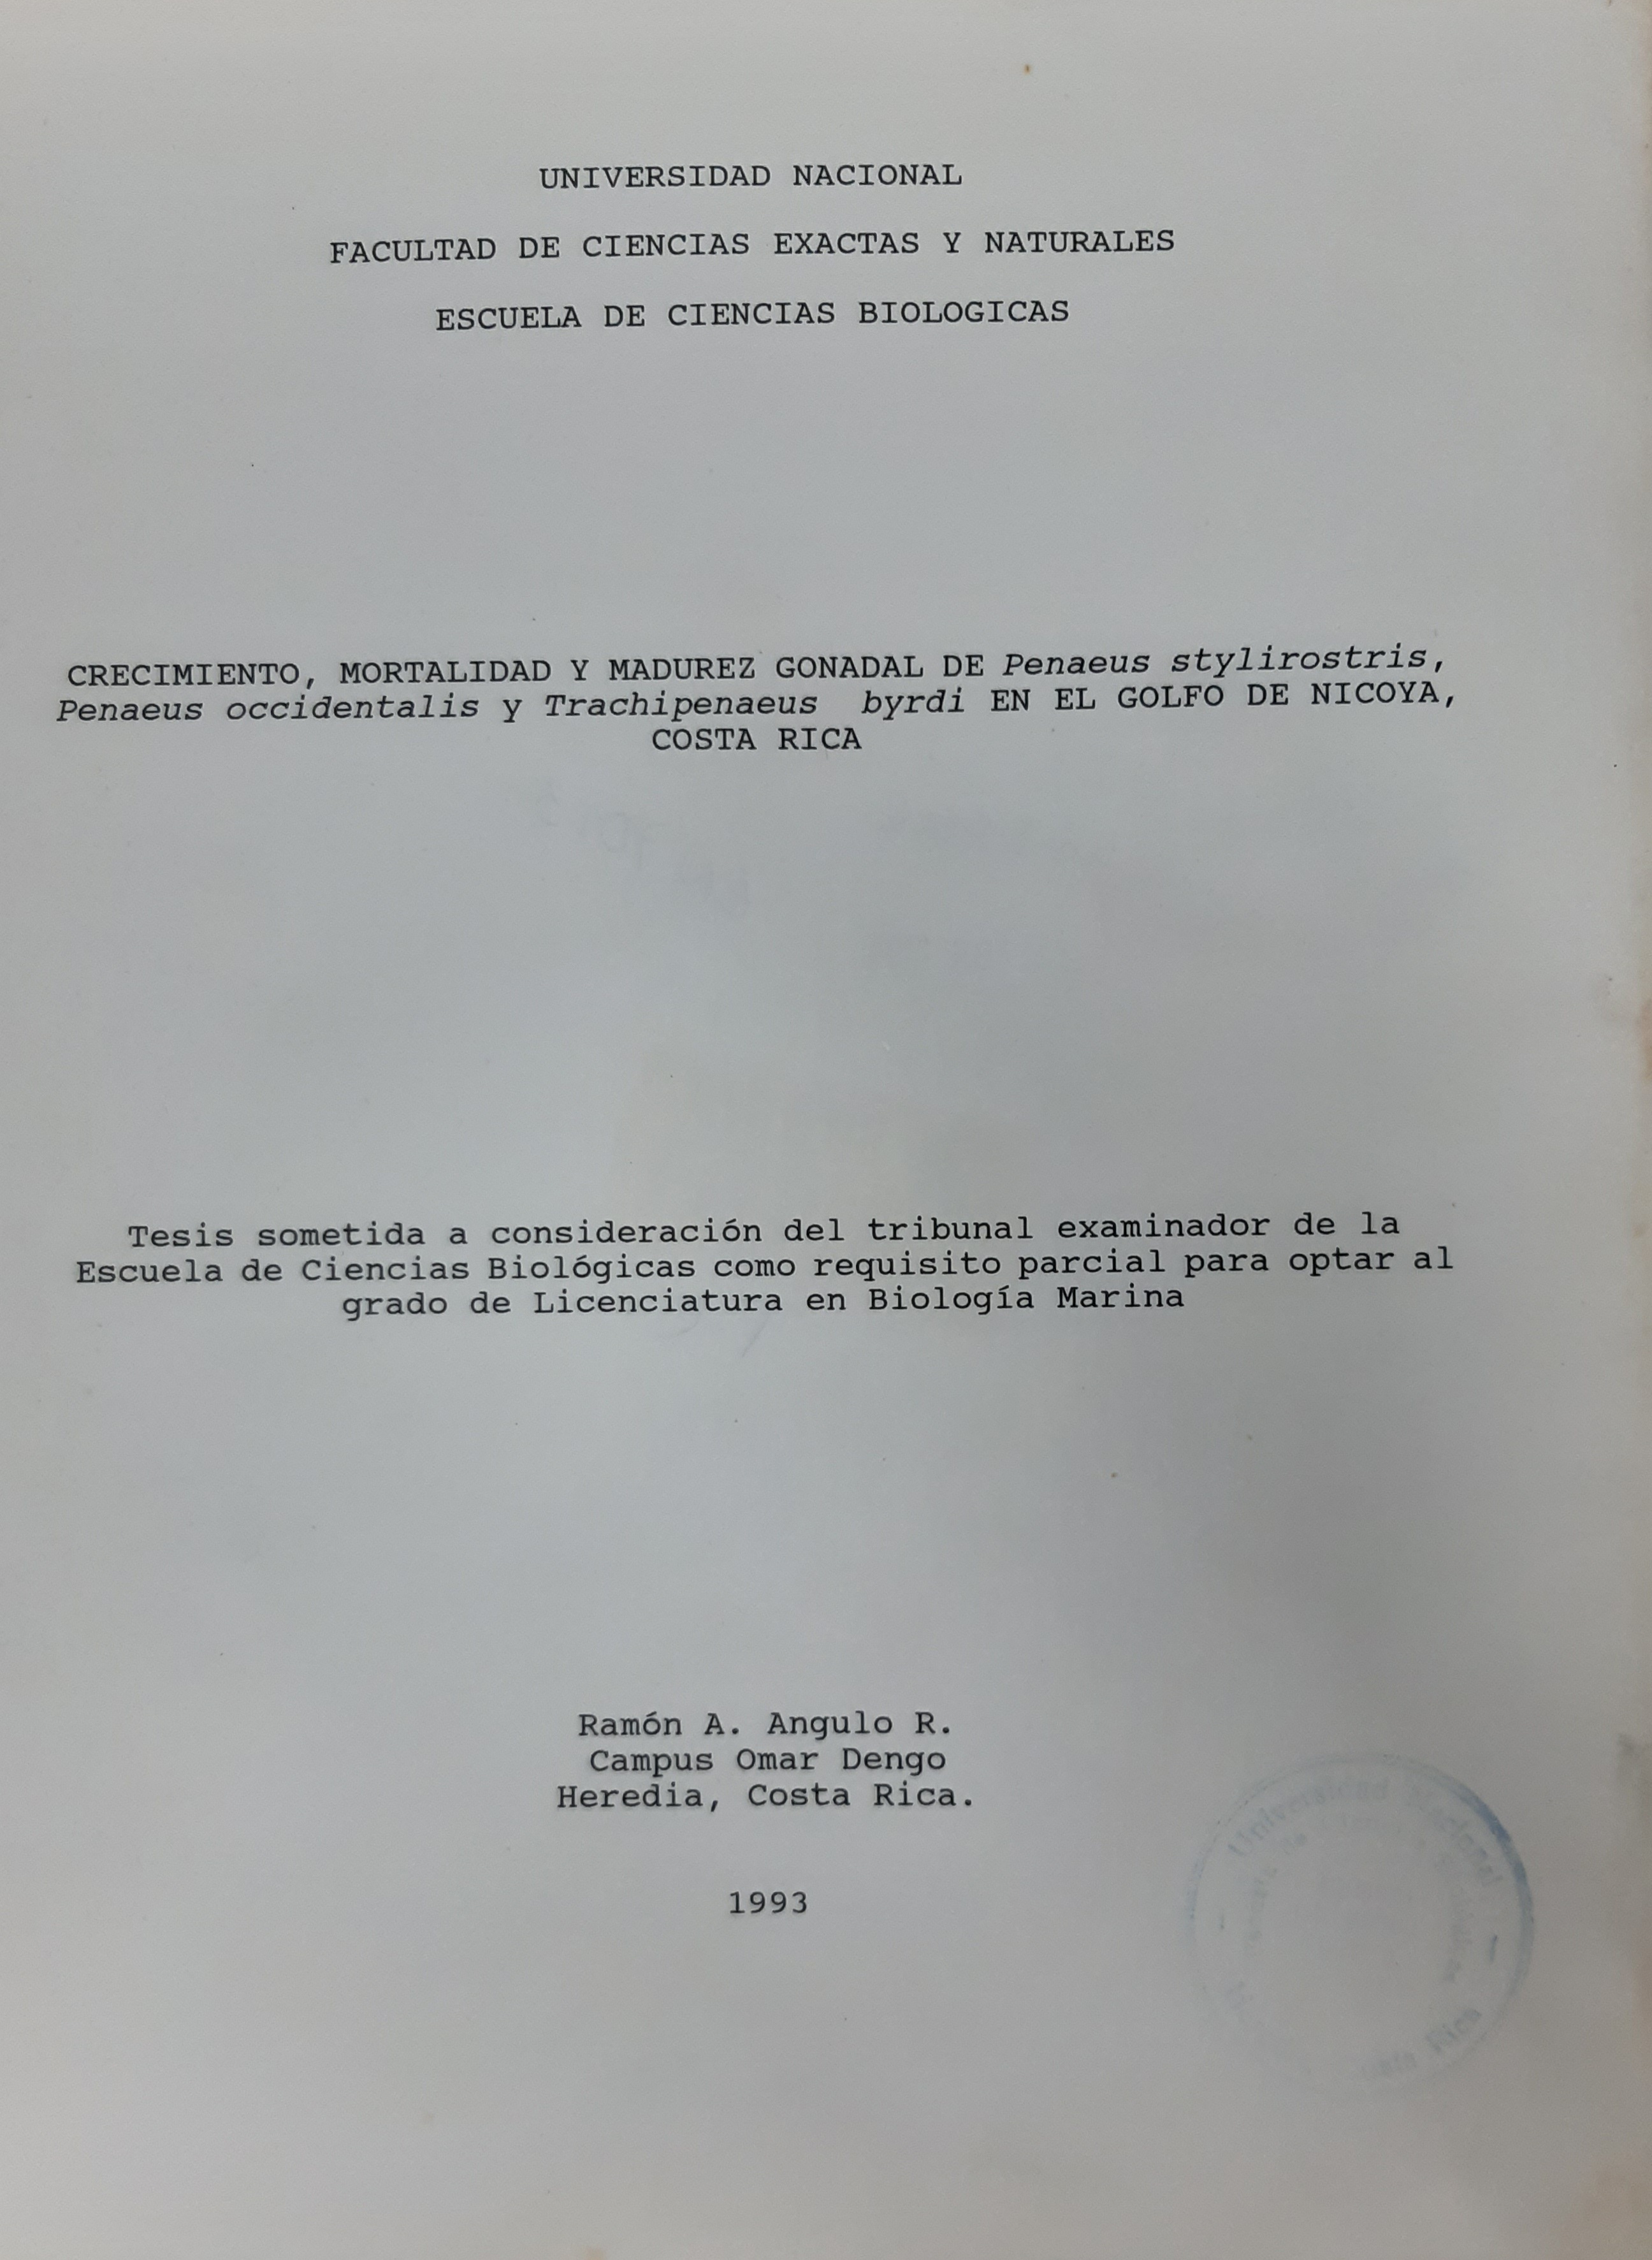 UNIVERSIDAD NACIONAL
FACULTAD DE CIENCIAS EXACTAS Y NATURALES
ESCUELA DE CIENCIAS BIOLOGICAS
CRECIMIENTO, MORTALIDAD Y MADUREZ GONADAL DE Penaeus stylirostris,
Penaeus occidentalis y Trachipenaeus byrdi EN EL GOLFO DE NICOYA,
COSTA RICA
Tesis sometida a consideración del tribunal examinador de la
Escuela de Ciencias Biológicas como requisito parcial para optar al
grado de Licenciatura en Biología Marina
Ramón A. Angulo R.
Campus Omar Dengo
Heredia, Costa Rica.
1993
Universidad Nacional
Rica